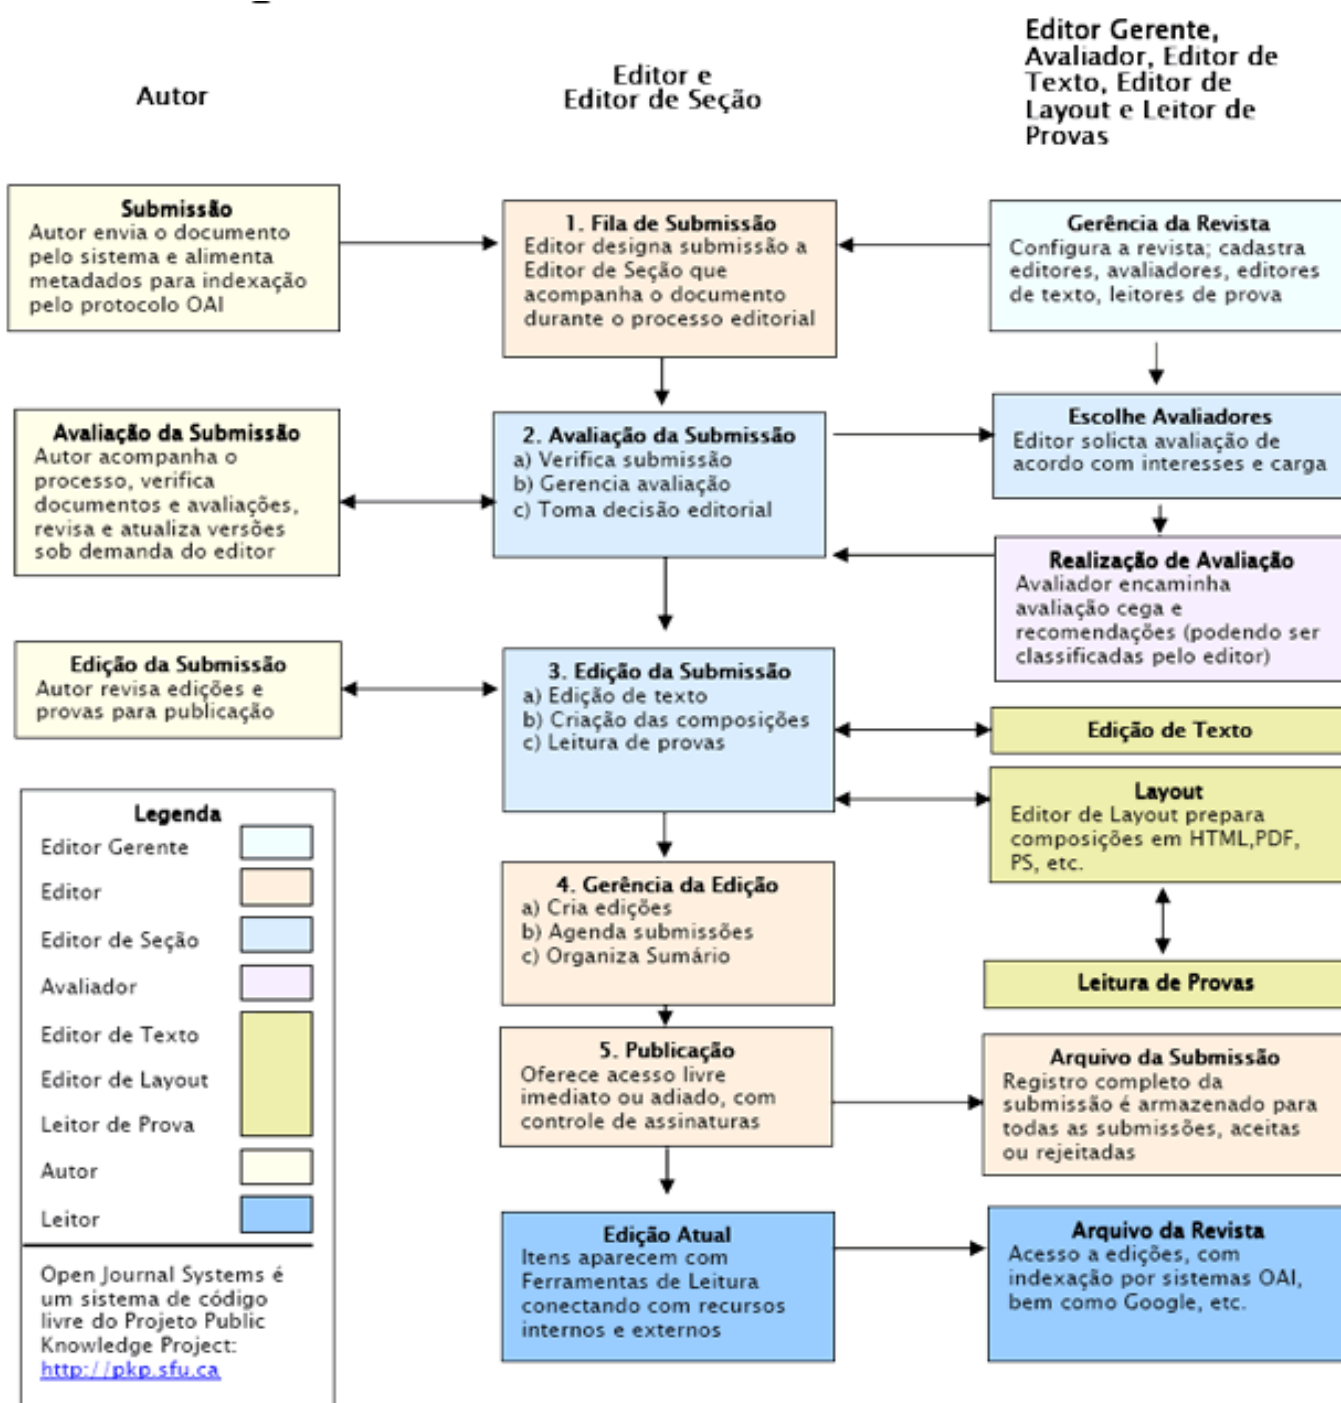 Autor
Editor e
Editor de Seção
Editor Gerente,
Avaliador, Editor de
Texto, Editor de
Layout e Leitor de
Provas
Submissão
Autor envia o documento
pelo sistema e alimenta
metadados para indexação
pelo protocolo OAI
1. Fila de Submissão
Editor designa submissão a
Editor de Seção que
acompanha o documento
durante o processo editorial
Gerência da Revista
Configura a revista; cadastra
editores, avaliadores, editores
de texto, leitores de prova
Avaliação da Submissão
Autor acompanha o
processo, verifica
documentos e avaliações,
revisa e atualiza versões
sob demanda do editor
2. Avaliação da Submissão
a) Verifica submissão
b) Gerencia avaliação
c) Toma decisão editorial
Escolhe Avaliadores
Editor solicta avaliação de
acordo com interesses e carga
Realização de Avaliação
Avaliador encaminha
avaliação cega e
recomendações (podendo ser
classificadas pelo editor)
Edição da Submissão
Autor revisa edições e
provas para publicação
3. Edição da Submissão
a) Edição de texto
b) Criação das composições
c) Leitura de provas
Edição de Texto
Layout
Editor de Layout prepara
composições em HTML,PDF,
PS, etc.
4. Gerência da Edição
a) Cria edições
b) Agenda submissões
c) Organiza Sumário
Leitura de Provas
5. Publicação
Oferece acesso livre
imediato ou adiado, com
controle de assinaturas
Arquivo da Submissão
Registro completo da
submissão é armazenado para
todas as submissões, aceitas
ou rejeitadas
Edição Atual
Itens aparecem com
Ferramentas de Leitura
conectando com recursos
internos e externos
Arquivo da Revista
Acesso a edições, com
indexação por sistemas OAI,
bem como Google, etc.
Legenda
Editor Gerente
Editor
Editor de Seção
Avaliador
Editor de Texto
Editor de Layout
Leitor de Prova
Autor
Leitor
Open Journal Systems é
um sistema de código
livre do Projeto Public
Knowledge Project:
http://pkp.sfu.ca